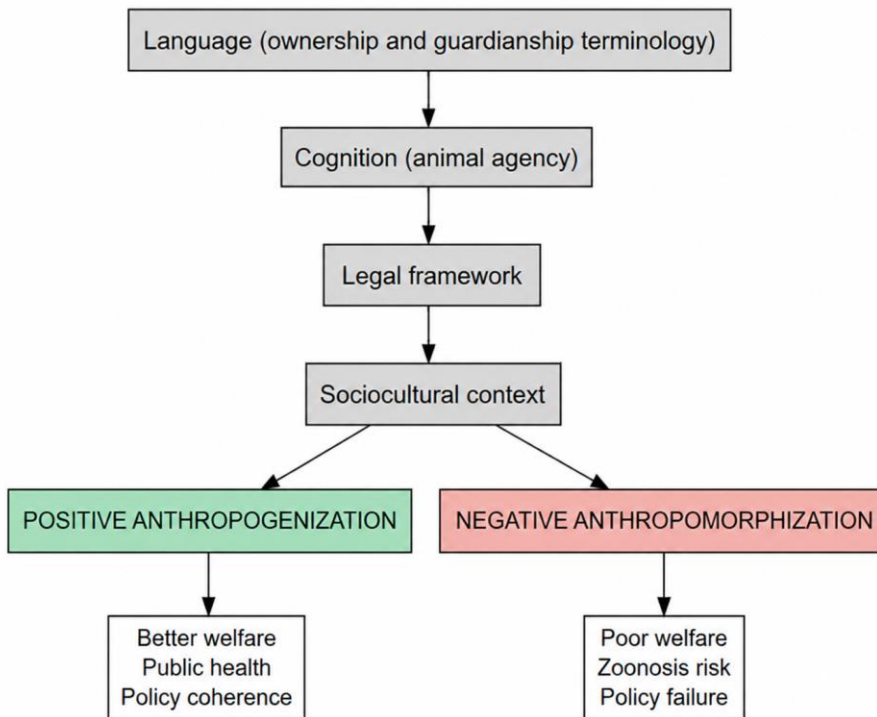 Language (ownership and guardianship terminology)
Cognition (animal agency)
Legal framework
Sociocultural context
POSITIVE ANTHROPOGENIZATION
NEGATIVE ANTHROPOMORPHIZATION
Better welfare
Public health
Policy coherence
Poor welfare
Zoonosis risk
Policy failure